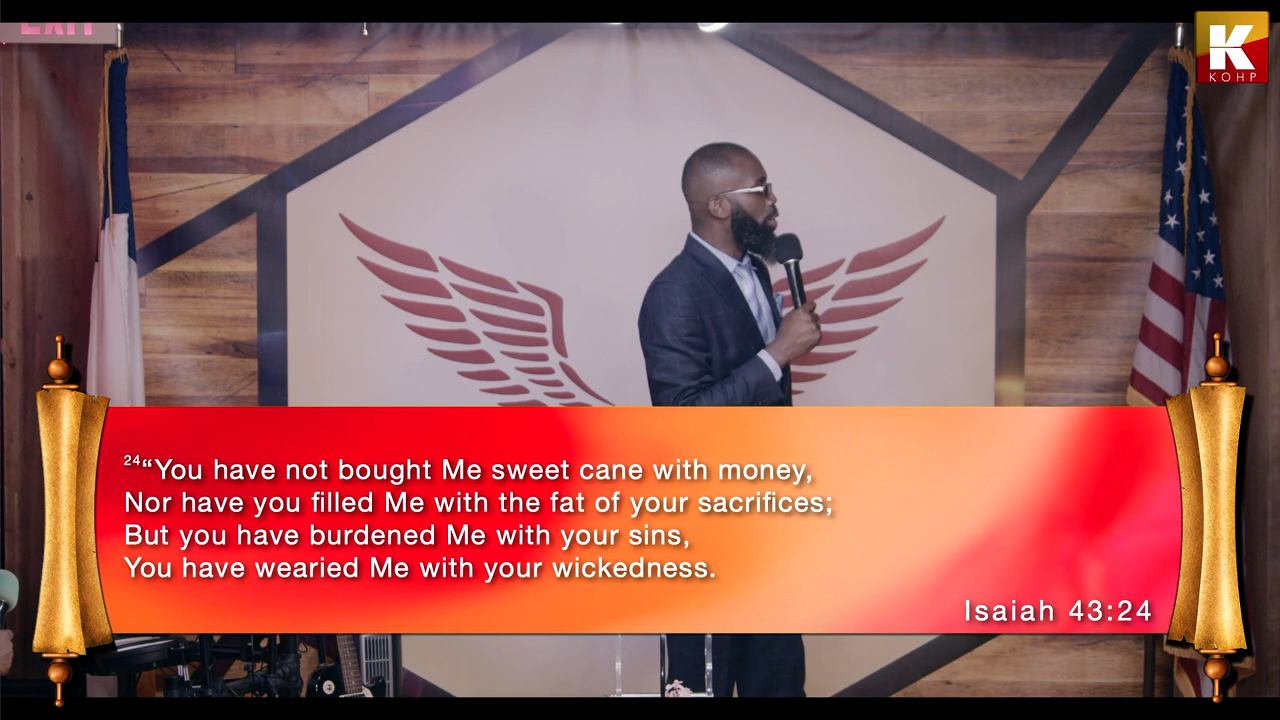 EXIT
K
KOHP
24“You have not bought Me sweet cane with money,
Nor have you filled Me with the fat of your sacrifices;
But you have burdened Me with your sins,
You have wearied Me with your wickedness.
Isaiah 43:24